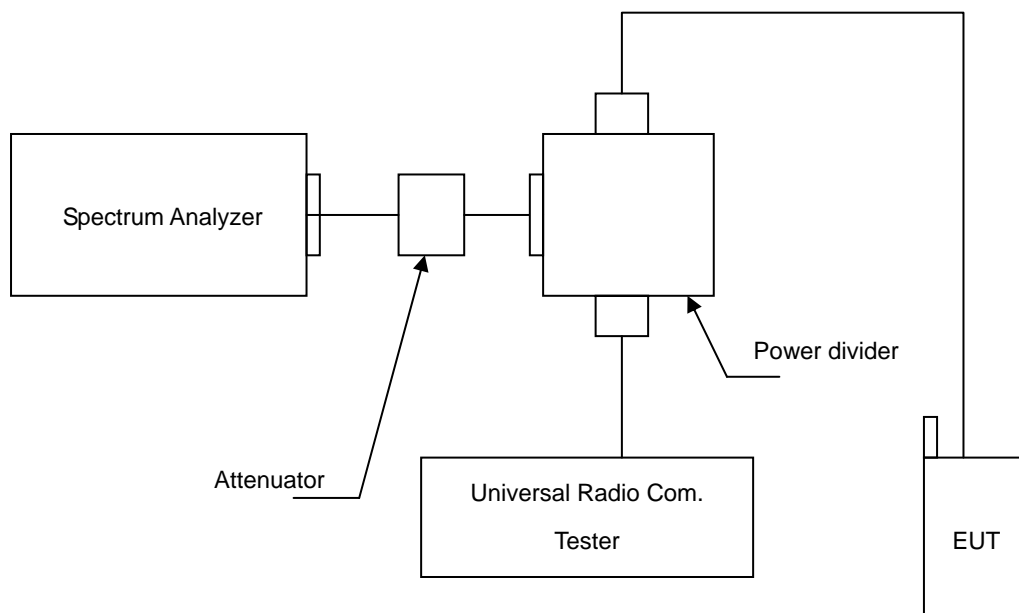 Spectrum Analyzer
Power divider
Attenuator
Universal Radio Com.
Tester
EUT